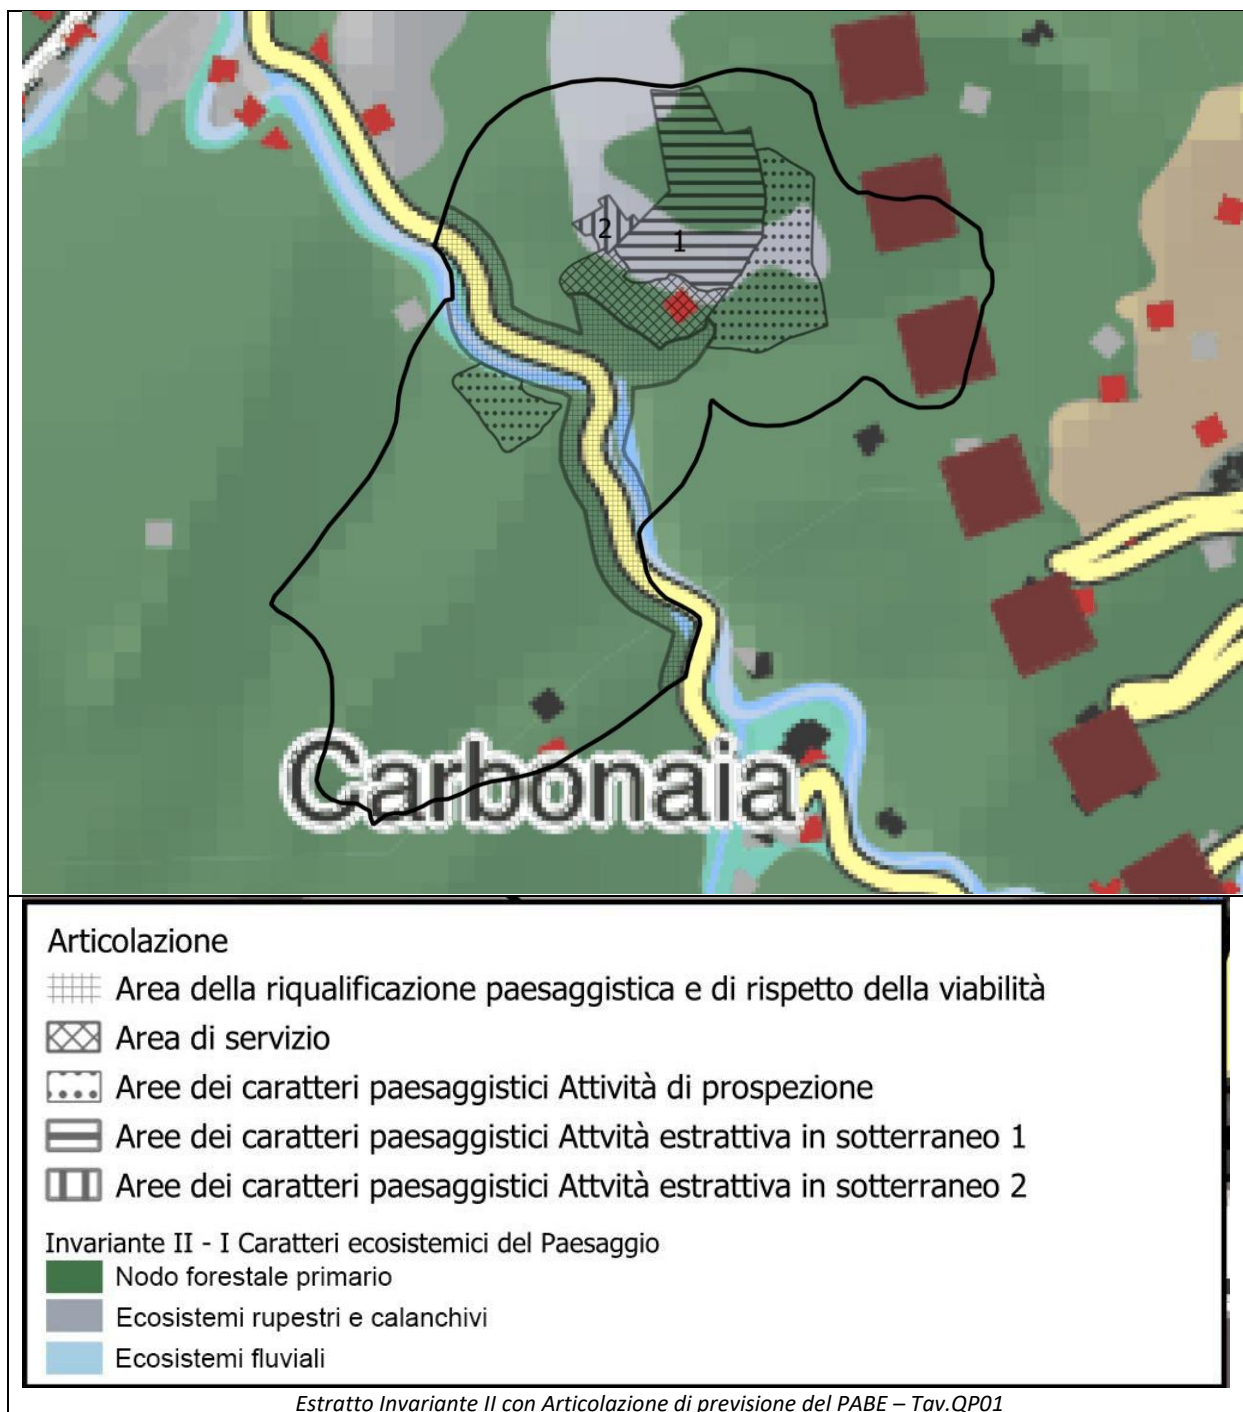 2
1
Carbonaia
Articolazione
Area della riqualificazione paesaggistica e di rispetto della viabilità
Area di servizio
Aree dei caratteri paesaggistici Attività di prospezione
Aree dei caratteri paesaggistici Attvità estrattiva in sotterraneo 1
Aree dei caratteri paesaggistici Attvità estrattiva in sotterraneo 2
Invariante II - I Caratteri ecosistemici del Paesaggio
Nodo forestale primario
Ecosistemi rupestri e calanchivi
Ecosistemi fluviali
Estratto Invariante II con Articolazione di previsione del PABE – Tav.QP01